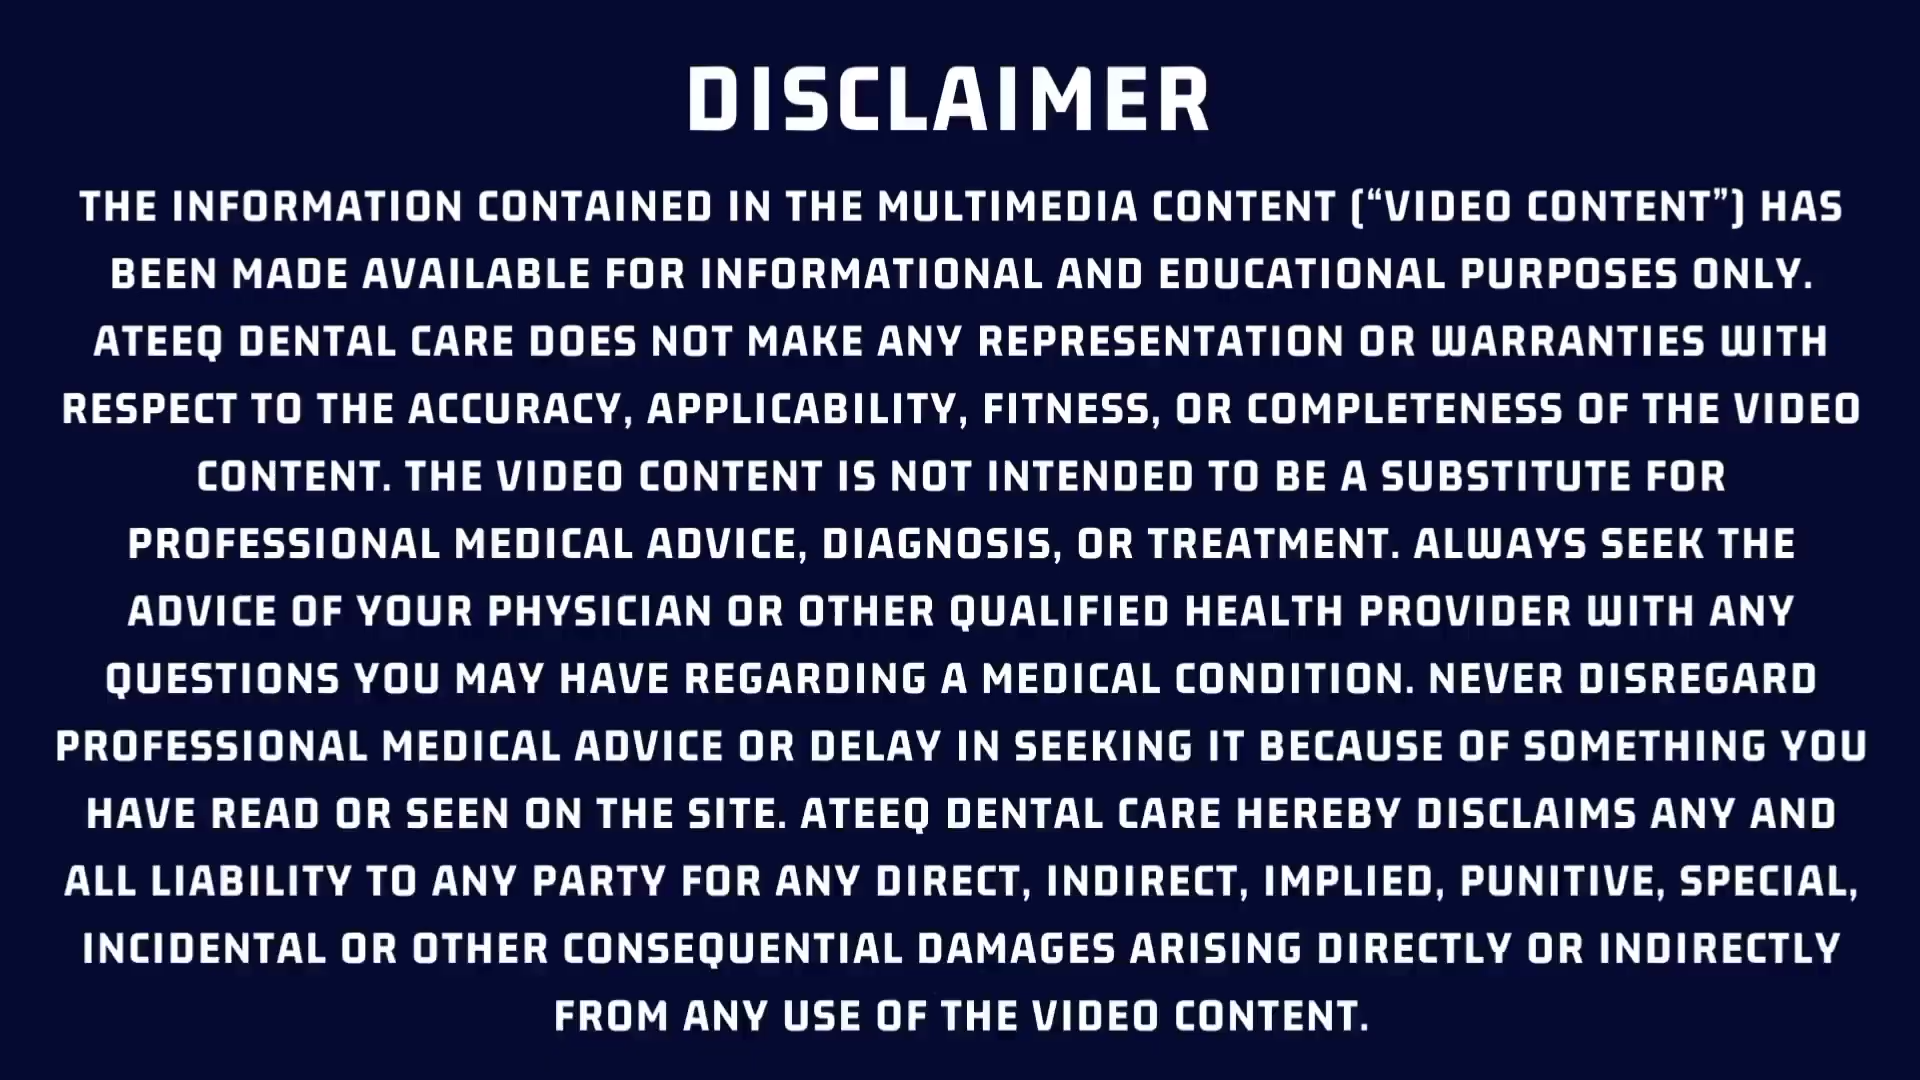 DISCLAIMER
THE INFORMATION CONTAINED IN THE MULTIMEDIA CONTENT (“VIDEO CONTENT”) HAS
BEEN MADE AVAILABLE FOR INFORMATIONAL AND EDUCATIONAL PURPOSES ONLY.
ATEEQ DENTAL CARE DOES NOT MAKE ANY REPRESENTATION OR WARRANTIES WITH
RESPECT TO THE ACCURACY, APPLICABILITY, FITNESS, OR COMPLETENESS OF THE VIDEO
CONTENT. THE VIDEO CONTENT IS NOT INTENDED TO BE A SUBSTITUTE FOR
PROFESSIONAL MEDICAL ADVICE, DIAGNOSIS, OR TREATMENT. ALWAYS SEEK THE
ADVICE OF YOUR PHYSICIAN OR OTHER QUALIFIED HEALTH PROVIDER WITH ANY
QUESTIONS YOU MAY HAVE REGARDING A MEDICAL CONDITION. NEVER DISREGARD
PROFESSIONAL MEDICAL ADVICE OR DELAY IN SEEKING IT BECAUSE OF SOMETHING YOU
HAVE READ OR SEEN ON THE SITE. ATEEQ DENTAL CARE HEREBY DISCLAIMS ANY AND
ALL LIABILITY TO ANY PARTY FOR ANY DIRECT, INDIRECT, IMPLIED, PUNITIVE, SPECIAL,
INCIDENTAL OR OTHER CONSEQUENTIAL DAMAGES ARISING DIRECTLY OR INDIRECTLY
FROM ANY USE OF THE VIDEO CONTENT.